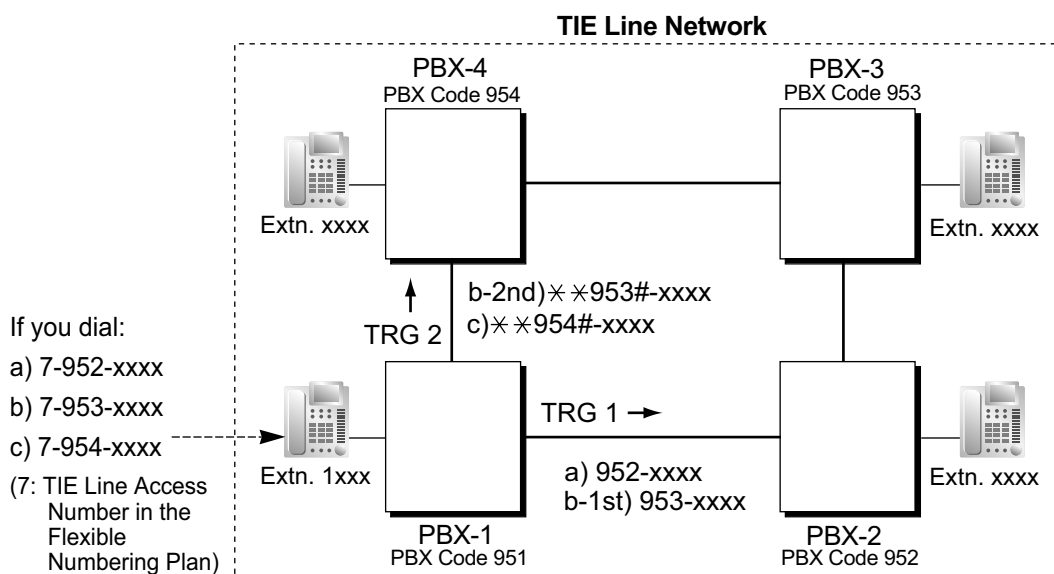 TIE Line Network
PBX-4
PBX Code 954
PBX-3
PBX Code 953
Extn. xxxx
Extn. xxxx
b-2nd)✳✳953#-xxxx
c)✳✳954#-xxxx
TRG 2
If you dial:
a) 7-952-xxxx
b) 7-953-xxxx
c) 7-954-xxxx
(7: TIE Line Access
Number in the
Flexible
Numbering Plan)
Extn. 1xxx
TRG 1
a) 952-xxxx
b-1st) 953-xxxx
Extn. xxxx
PBX-1
PBX Code 951
PBX-2
PBX Code 952